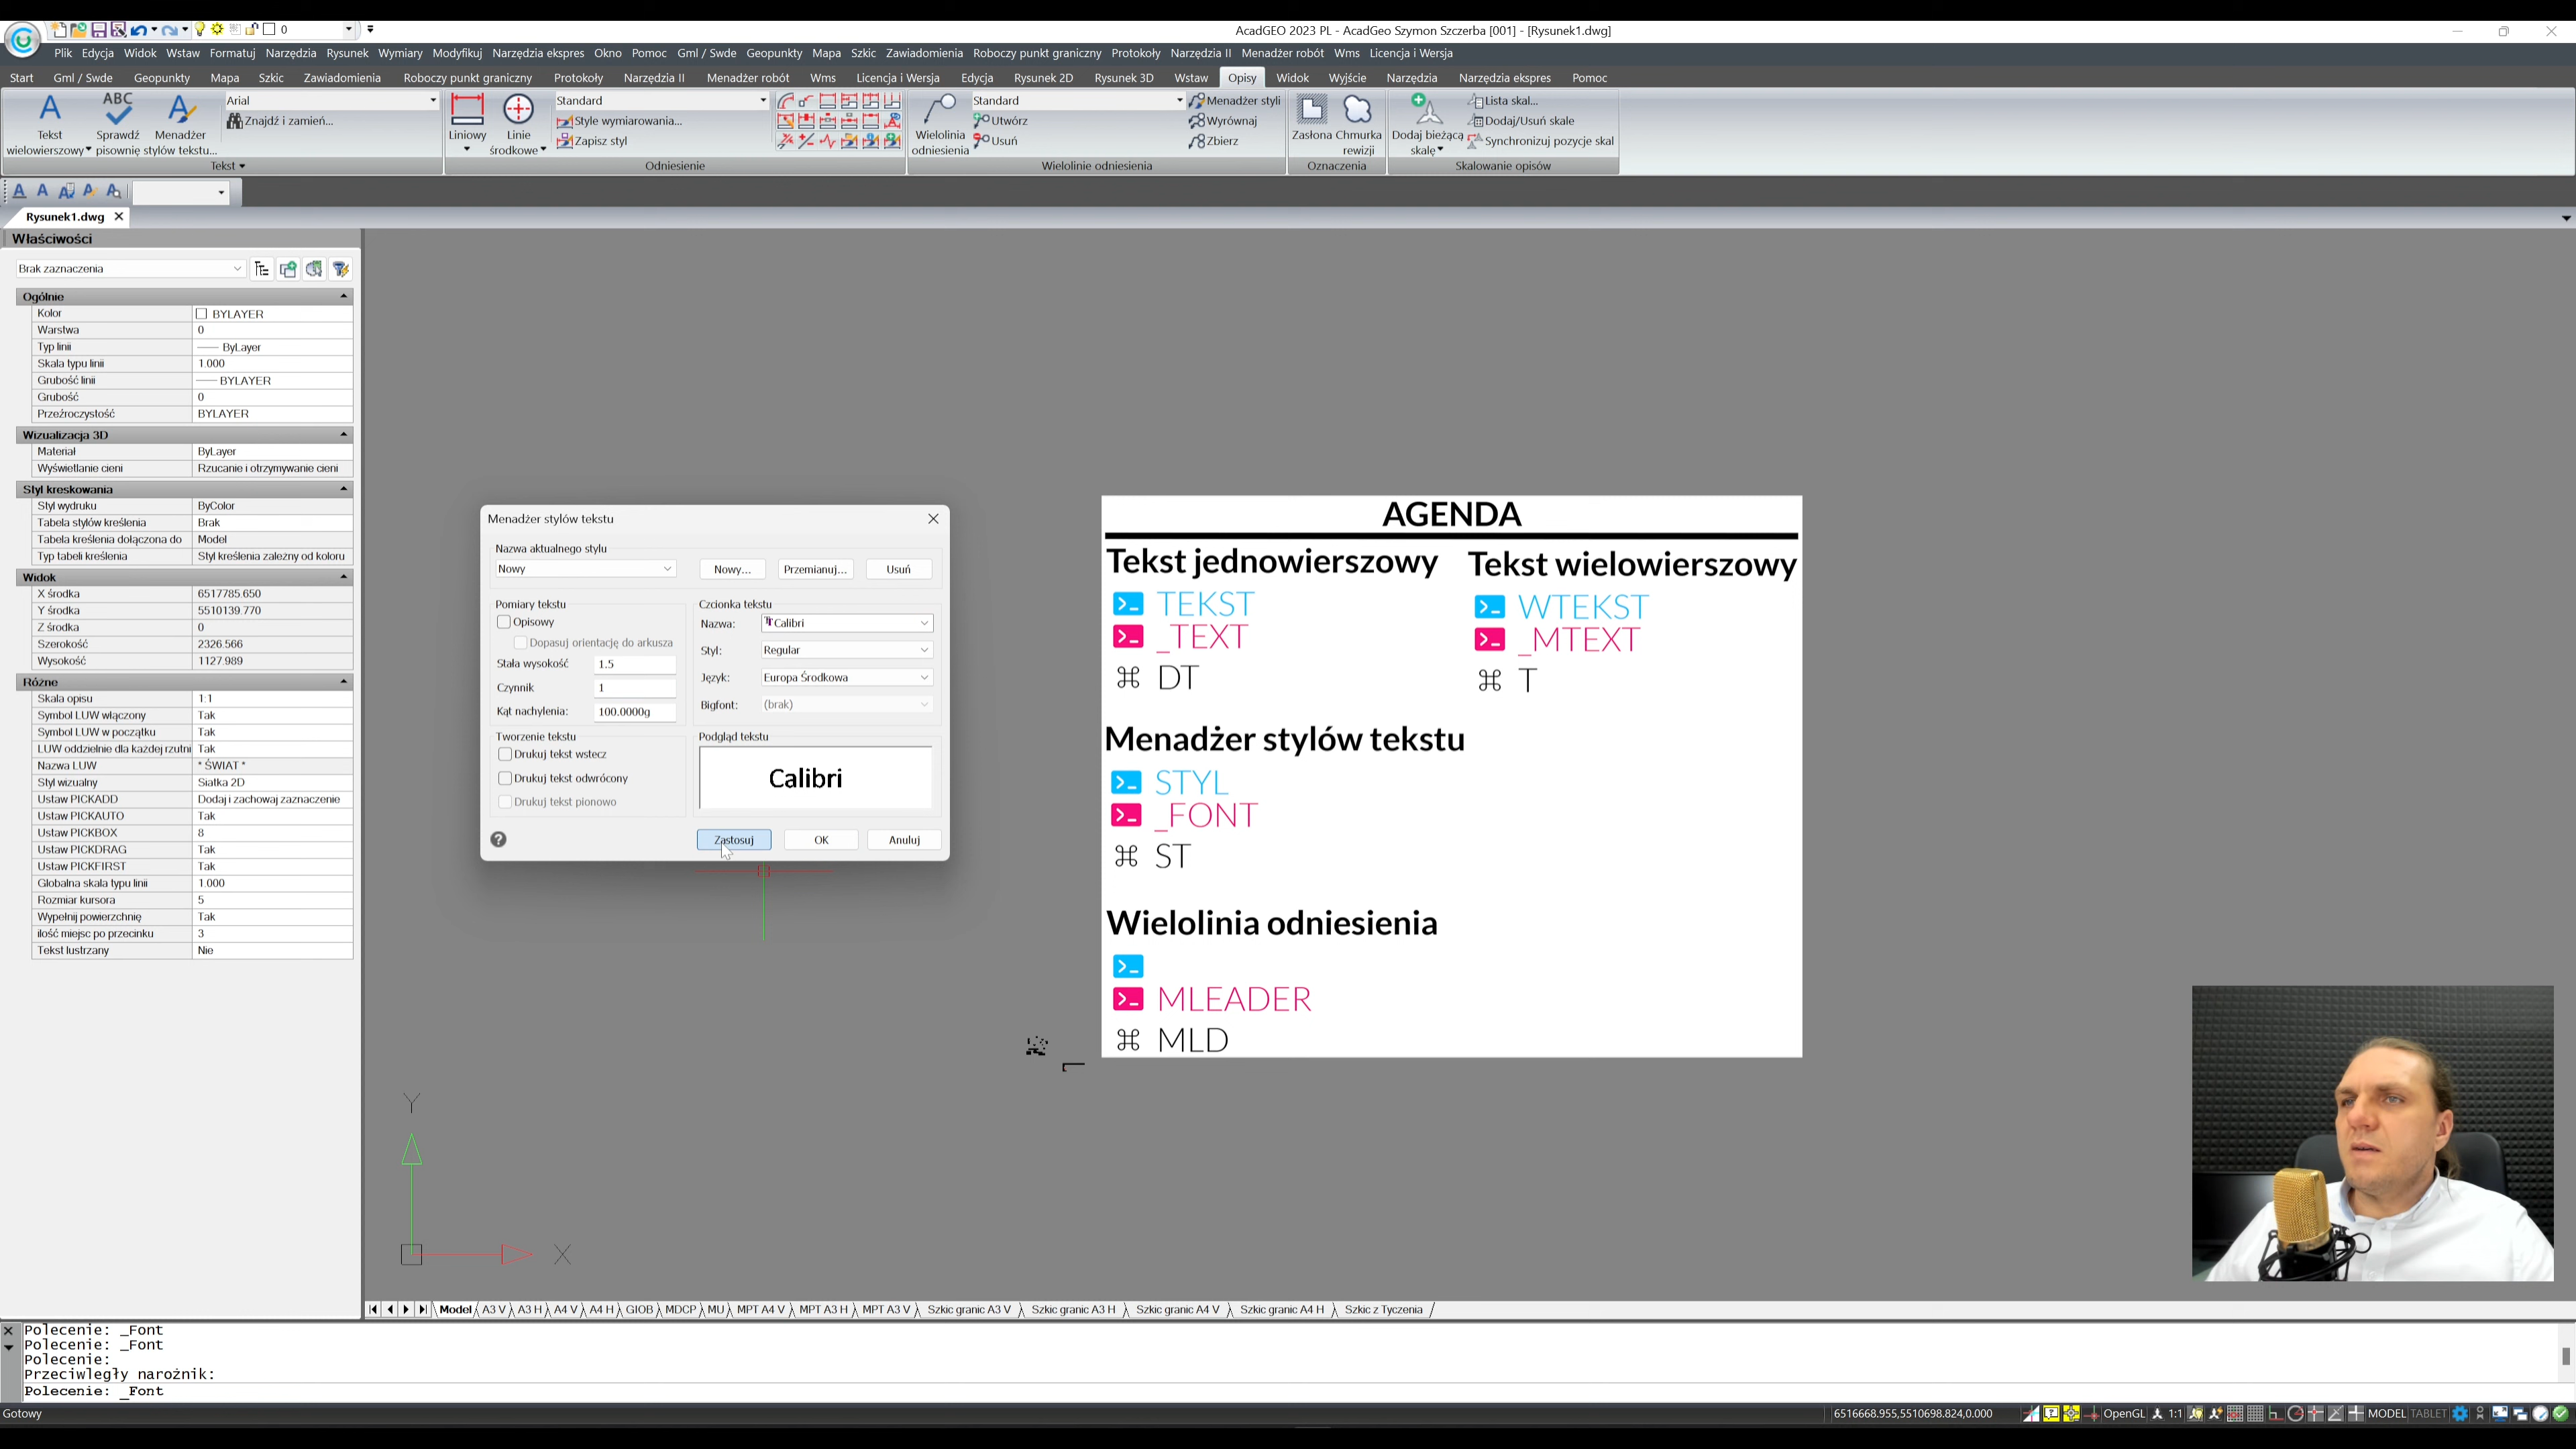 0
AcadGEO 2023 PL - AcadGeo Szymon Szczerba [001] - [Rysunek1.dwg]
Plik Edycja Widok Wstaw Formatuj Narzędzia Rysunek Wymiary Modyfikuj Narzędzia ekspres Okno Pomoc Gml / Swde Geopunkty Mapa Szkic Zawiadomienia Roboczy punkt graniczny Protokoły Narzędzia II Menadżer robót Wms Licencja i Wersja
Start Gml / Swde Geopunkty Mapa Szkic Zawiadomienia Roboczy punkt graniczny Protokoły Narzędzia II Menadżer robót Wms Licencja i Wersja Edycja Rysunek 2D Rysunek 3D Wstaw Opisy Widok Wyjście Narzędzia Narzędzia ekspres Pomoc
Tekst wielowierszowy
ABC Sprawdź pisownię
Menadżer stylów tekstu...
Arial
Znajdź i zamień...
Tekst
Liniowy
Linie środkowe
Standard
Style wymiarowania...
Zapisz styl
Odniesienie
Wielolinia odniesienia
Standard
Utwórz
Usuń
Menadżer styli
Wyrównaj
Zbierz
Wielolinie odniesienia
Zasłona
Chmurka rewizji
Oznaczenia
Dodaj bieżącą skalę
Lista skal...
Dodaj/Usuń skale
Synchronizuj pozycje skal
Skalowanie opisów
Rysunek1.dwg
Właściwości
Brak zaznaczenia
Ogólnie
Kolor BYLAYER
Warstwa 0
Typ linii ByLayer
Skala typu linii 1.000
Grubość linii BYLAYER
Grubość 0
Przeźroczystość BYLAYER
Wizualizacja 3D
Materiał ByLayer
Wyświetlanie cieni Rzucanie i otrzymywanie cieni
Styl kreskowania
Styl wydruku ByColor
Tabela stylów kreślenia Brak
Tabela kreślenia dołączona do Model
Typ tabeli kreślenia Styl kreślenia zależny od koloru
Widok
X środka 6517785.650
Y środka 5510139.770
Z środka 0
Szerokość 2326.566
Wysokość 1127.989
Różne
Skala opisu 1:1
Symbol LUW włączony Tak
Symbol LUW w początku Tak
LUW oddzielnie dla każdej rzutni Tak
Nazwa LUW * ŚWIAT *
Styl wizualny Siatka 2D
Ustaw PICKADD Dodaj i zachowaj zaznaczenie
Ustaw PICKAUTO Tak
Ustaw PICKBOX 8
Ustaw PICKDRAG Tak
Ustaw PICKFIRST Tak
Globalna skala typu linii 1.000
Rozmiar kursora 5
Wypełnij powierzchnię Tak
ilość miejsc po przecinku 3
Tekst lustrzany Nie
Menadżer stylów tekstu
Nazwa aktualnego stylu
Nowy Nowy... Przemianuj... Usuń
Pomiary tekstu
Opisowy
Dopasuj orientację do arkusza
Stała wysokość 1.5
Czynnik 1
Kąt nachylenia: 100.0000g
Czcionka tekstu
Nazwa: Calibri
Styl: Regular
Język: Europa Środkowa
Bigfont: (brak)
Tworzenie tekstu
Drukuj tekst wstecz
Drukuj tekst odwrócony
Drukuj tekst pionowo
Podgląd tekstu
Calibri
Zastosuj OK Anuluj
AGENDA
Tekst jednowierszowy
TEKST
_TEXT
DT
Tekst wielowierszowy
WTEKST
_MTEXT
T
Menadżer stylów tekstu
STYL
_FONT
ST
Wielolinia odniesienia
MLEADER
MLD
Y
X
Model A3 V A3 H A4 V A4 H GIOB MDCP MU MPT A4 V MPT A3 H MPT A3 V Szkic granic A3 V Szkic granic A3 H Szkic granic A4 V Szkic granic A4 H Szkic z Tyczenia
Polecenie: _Font
Polecenie: _Font
Polecenie:
Przeciwległy narożnik:
Polecenie: _Font
Gotowy
6516668.955,5510698.824,0.000 OpenGL 1:1 MODEL TABLET